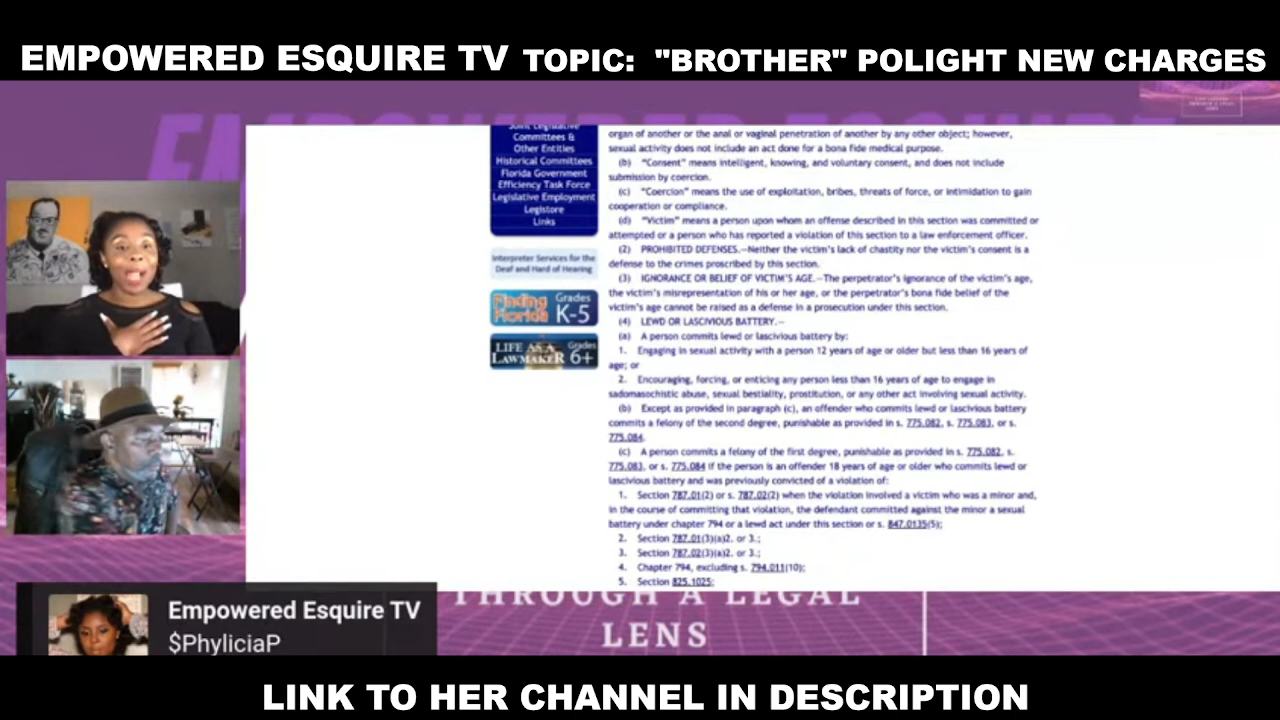 EMPOWERED ESQUIRE TV TOPIC: "BROTHER" POLIGHT NEW CHARGES
Joint Legislative
Committees &
Other Entities
Historical Committees
Florida Government
Efficiency Task Force
Legislative Employment
Legistore
Links
Interpreter Services for the
Deaf and Hard of Hearing
Finding
Florida
Grades
K-5
LIFE AS A
LAWMAKER
Grades
6+
organ of another or the anal or vaginal penetration of another by any other object; however,
sexual activity does not include an act done for a bona fide medical purpose.
(b) “Consent” means intelligent, knowing, and voluntary consent, and does not include
submission by coercion.
(c) “Coercion” means the use of exploitation, bribes, threats of force, or intimidation to gain
cooperation or compliance.
(d) “Victim” means a person upon whom an offense described in this section was committed or
attempted or a person who has reported a violation of this section to a law enforcement officer.
(2) PROHIBITED DEFENSES.—Neither the victim’s lack of chastity nor the victim’s consent is a
defense to the crimes proscribed by this section.
(3) IGNORANCE OR BELIEF OF VICTIM’S AGE.—The perpetrator’s ignorance of the victim’s age,
the victim’s misrepresentation of his or her age, or the perpetrator’s bona fide belief of the
victim’s age cannot be raised as a defense in a prosecution under this section.
(4) LEWD OR LASCIVIOUS BATTERY.—
(a) A person commits lewd or lascivious battery by:
1. Engaging in sexual activity with a person 12 years of age or older but less than 16 years of
age; or
2. Encouraging, forcing, or enticing any person less than 16 years of age to engage in
sadomasochistic abuse, sexual bestiality, prostitution, or any other act involving sexual activity.
(b) Except as provided in paragraph (c), an offender who commits lewd or lascivious battery
commits a felony of the second degree, punishable as provided in s. 775.082, s. 775.083, or s.
775.084.
(c) A person commits a felony of the first degree, punishable as provided in s. 775.082, s.
775.083, or s. 775.084 if the person is an offender 18 years of age or older who commits lewd or
lascivious battery and was previously convicted of a violation of:
1. Section 787.01(2) or s. 787.02(2) when the violation involved a victim who was a minor and,
in the course of committing that violation, the defendant committed against the minor a sexual
battery under chapter 794 or a lewd act under this section or s. 847.0135(5);
2. Section 787.01(3)(a)2. or 3.;
3. Section 787.02(3)(a)2. or 3.;
4. Chapter 794, excluding s. 794.011(10);
5. Section 825.1025;
THROUGH A LEGAL
LENS
Empowered Esquire TV
$PhyliciaP
LINK TO HER CHANNEL IN DESCRIPTION